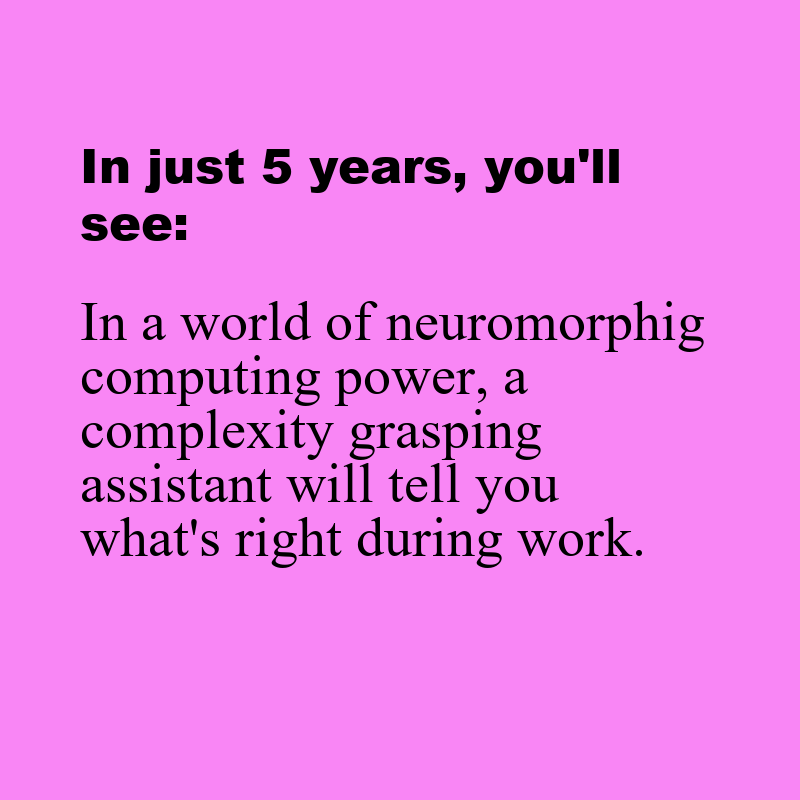 In just 5 years, you'll
see:
In a world of neuromorphig
computing power, a
complexity grasping
assistant will tell you
what's right during work.